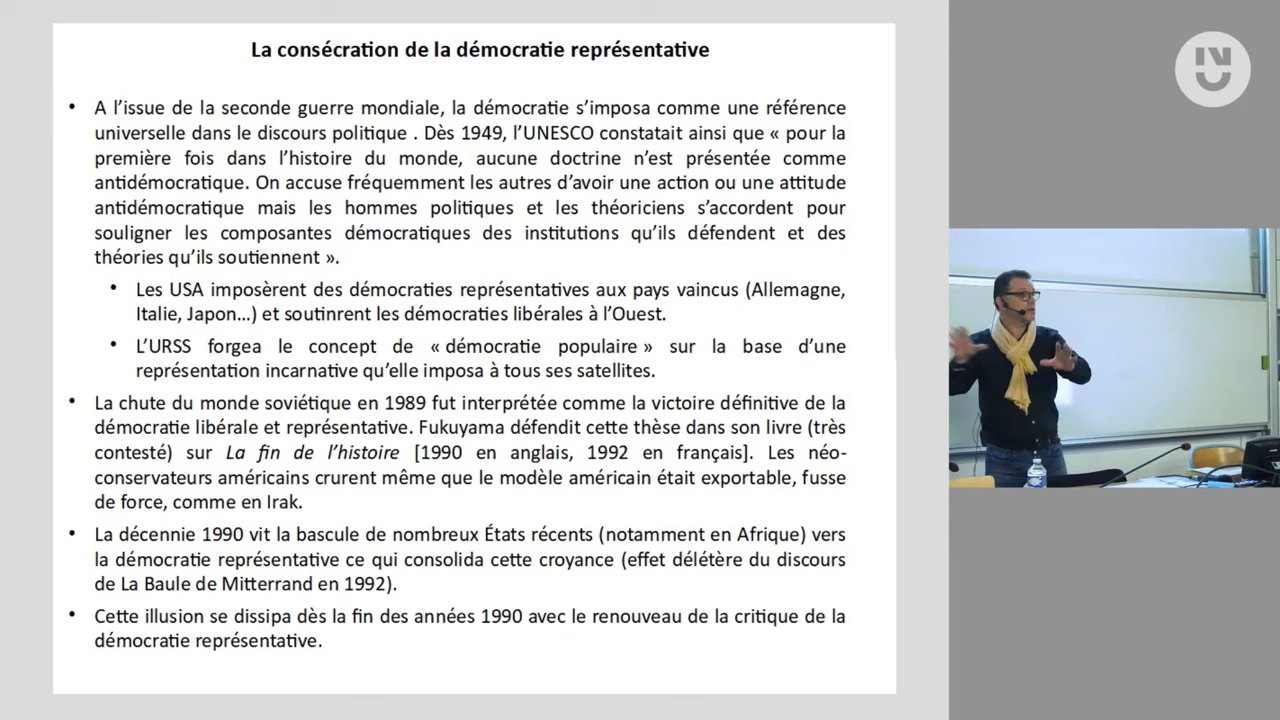 La consécration de la démocratie représentative
• A l’issue de la seconde guerre mondiale, la démocratie s’imposa comme une référence
universelle dans le discours politique . Dès 1949, l’UNESCO constatait ainsi que « pour la
première fois dans l’histoire du monde, aucune doctrine n’est présentée comme
antidémocratique. On accuse fréquemment les autres d’avoir une action ou une attitude
antidémocratique mais les hommes politiques et les théoriciens s’accordent pour
souligner les composantes démocratiques des institutions qu’ils défendent et des
théories qu’ils soutiennent ».
• Les USA imposèrent des démocraties représentatives aux pays vaincus (Allemagne,
Italie, Japon…) et soutinrent les démocraties libérales à l’Ouest.
• L’URSS forgea le concept de « démocratie populaire » sur la base d’une
représentation incarnative qu’elle imposa à tous ses satellites.
• La chute du monde soviétique en 1989 fut interprétée comme la victoire définitive de la
démocratie libérale et représentative. Fukuyama défendit cette thèse dans son livre (très
contesté) sur La fin de l’histoire [1990 en anglais, 1992 en français]. Les néo-
conservateurs américains crurent même que le modèle américain était exportable, fusse
de force, comme en Irak.
• La décennie 1990 vit la bascule de nombreux États récents (notamment en Afrique) vers
la démocratie représentative ce qui consolida cette croyance (effet délétère du discours
de La Baule de Mitterrand en 1992).
• Cette illusion se dissipa dès la fin des années 1990 avec le renouveau de la critique de la
démocratie représentative.
IN
U